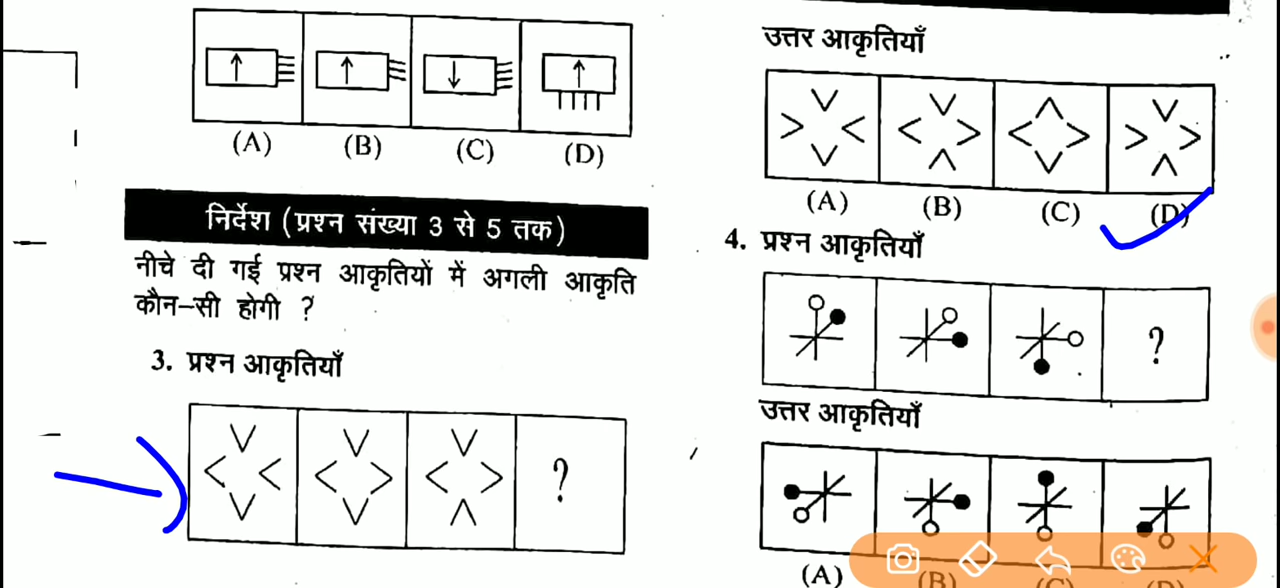 (A) (B) (C) (D)
निर्देश (प्रश्न संख्या 3 से 5 तक)
नीचे दी गई प्रश्न आकृतियों में अगली आकृति
कौन-सी होगी ?
3. प्रश्न आकृतियाँ
?
उत्तर आकृतियाँ
(A) (B) (C) (D)
4. प्रश्न आकृतियाँ
?
उत्तर आकृतियाँ
(A) (B) (C) (D)